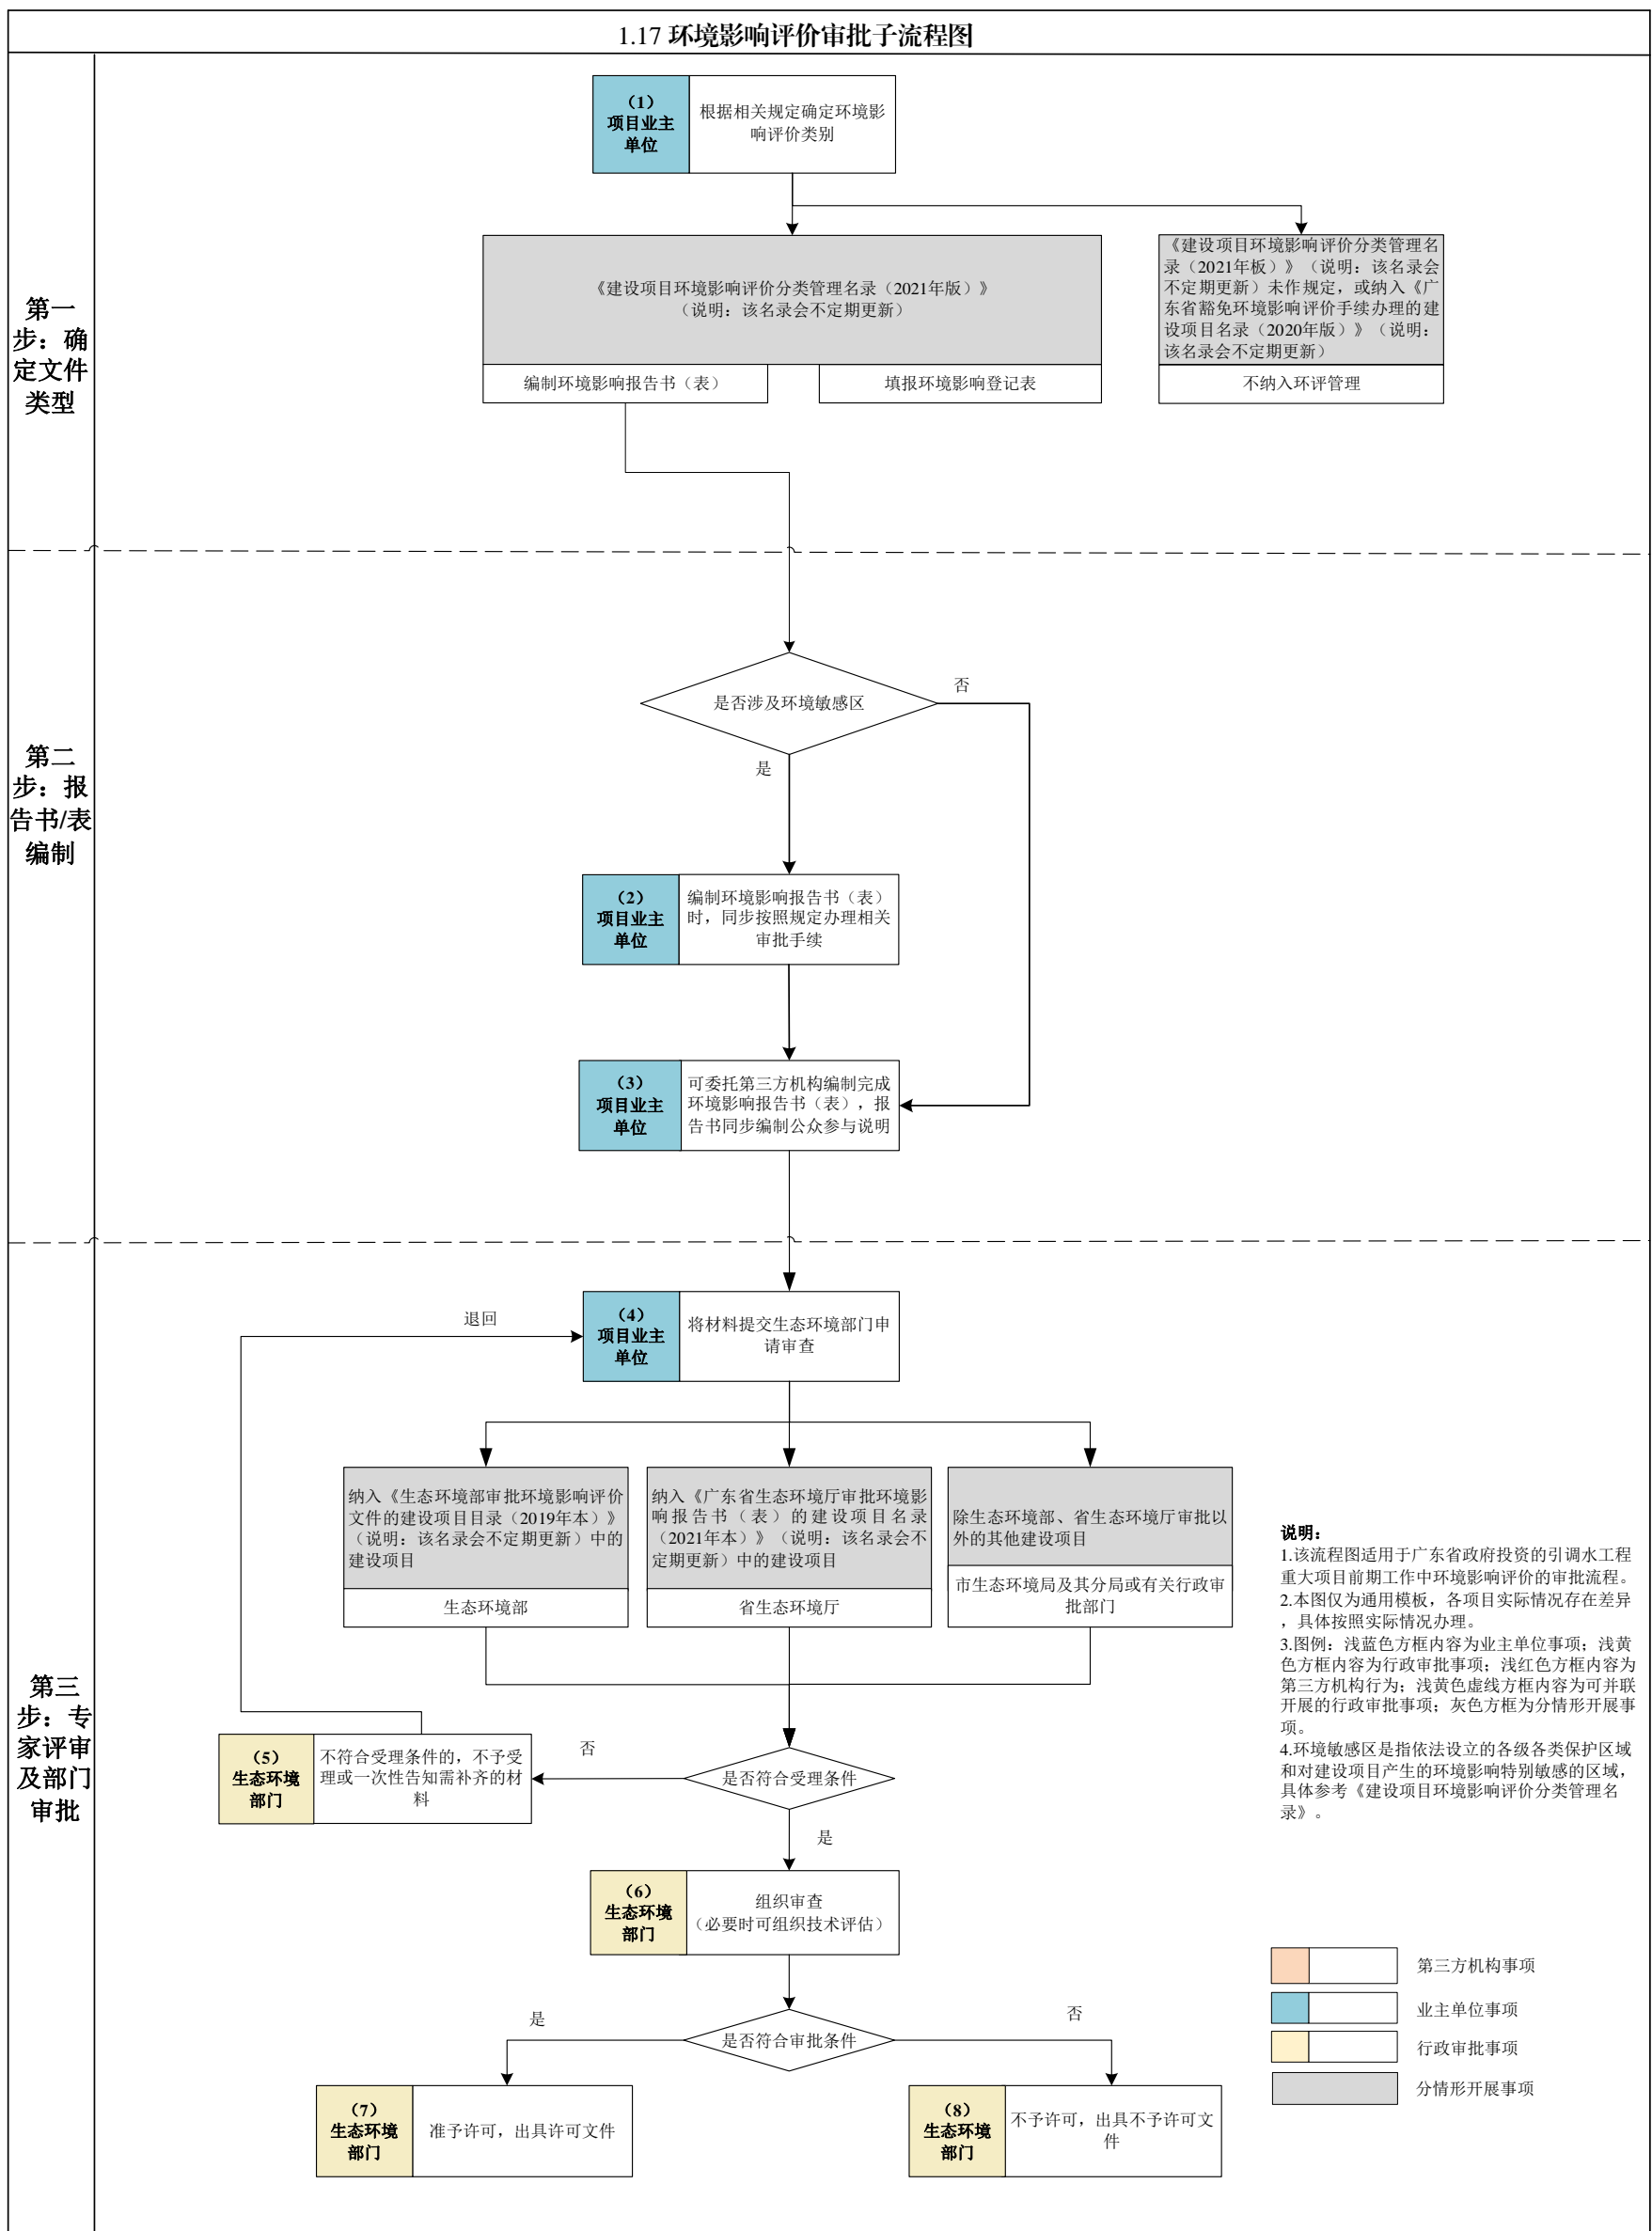 1.17 环境影响评价审批子流程图
第一
步：确
定文件
类型
（1）
项目业主
单位
根据相关规定确定环境影
响评价类别
《建设项目环境影响评价分类管理名录（2021年版）》
（说明：该名录会不定期更新）
编制环境影响报告书（表）
填报环境影响登记表
《建设项目环境影响评价分类管理名
录（2021年板）》（说明：该名录会
不定期更新）未作规定，或纳入《广
东省豁免环境影响评价手续办理的建
设项目名录（2020年版）》（说明：
该名录会不定期更新）
不纳入环评管理
第二
步：报
告书/表
编制
是否涉及环境敏感区
否
是
（2）
项目业主
单位
编制环境影响报告书（表）
时，同步按照规定办理相关
审批手续
（3）
项目业主
单位
可委托第三方机构编制完成
环境影响报告书（表），报
告书同步编制公众参与说明
第三
步：专
家评审
及部门
审批
退回
（4）
项目业主
单位
将材料提交生态环境部门申
请审查
纳入《生态环境部审批环境影响评价
文件的建设项目目录（2019年本）》
（说明：该名录会不定期更新）中的
建设项目
生态环境部
纳入《广东省生态环境厅审批环境影
响报告书（表）的建设项目名录
（2021年本）》（说明：该名录会不
定期更新）中的建设项目
省生态环境厅
除生态环境部、省生态环境厅审批以
外的其他建设项目
市生态环境局及其分局或有关行政审
批部门
（5）
生态环境
部门
不符合受理条件的，不予受
理或一次性告知需补齐的材
料
否
是否符合受理条件
是
（6）
生态环境
部门
组织审查
（必要时可组织技术评估）
是
是否符合审批条件
否
（7）
生态环境
部门
准予许可，出具许可文件
（8）
生态环境
部门
不予许可，出具不予许可文
件
说明：
1.该流程图适用于广东省政府投资的引调水工程
重大项目前期工作中环境影响评价的审批流程。
2.本图仅为通用模板，各项目实际情况存在差异
，具体按照实际情况办理。
3.图例：浅蓝色方框内容为业主单位事项；浅黄
色方框内容为行政审批事项；浅红色方框内容为
第三方机构行为；浅黄色虚线方框内容为可并联
开展的行政审批事项；灰色方框为分情形开展事
项。
4.环境敏感区是指依法设立的各级各类保护区域
和对建设项目产生的环境影响特别敏感的区域，
具体参考《建设项目环境影响评价分类管理名
录》。
第三方机构事项
业主单位事项
行政审批事项
分情形开展事项